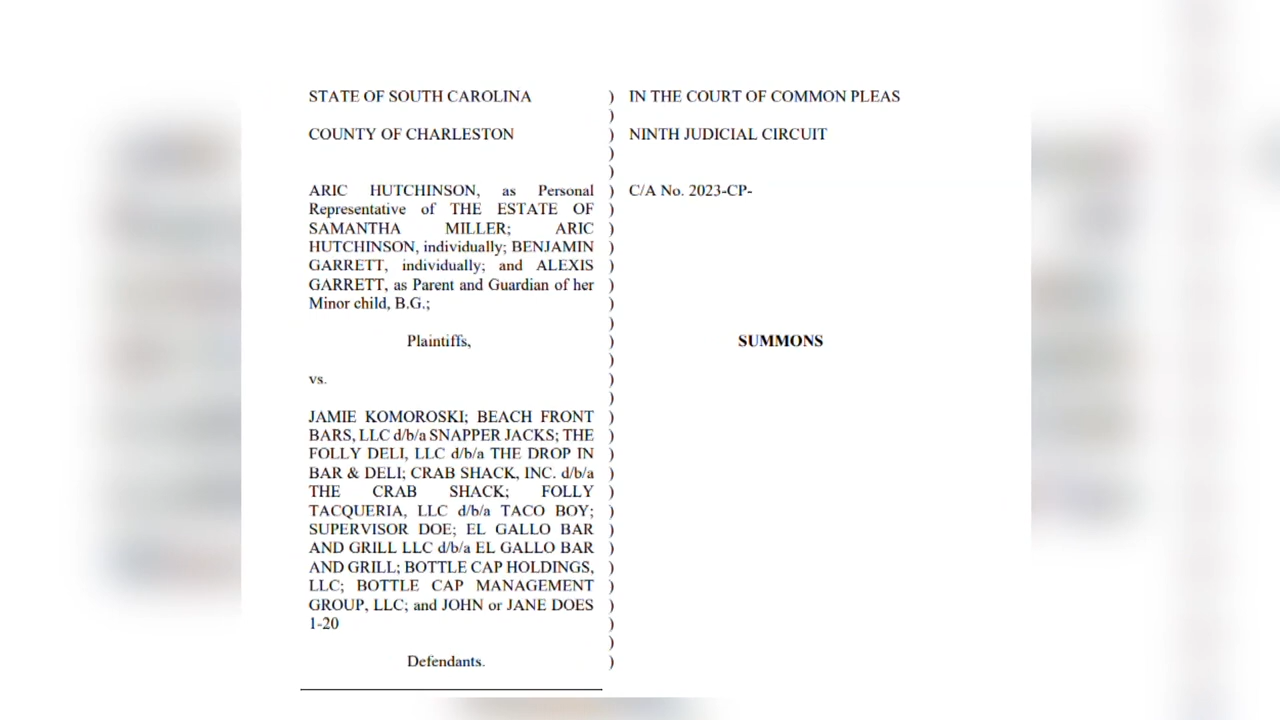 STATE OF SOUTH CAROLINA ) IN THE COURT OF COMMON PLEAS
)
COUNTY OF CHARLESTON ) NINTH JUDICIAL CIRCUIT
)
)
ARIC HUTCHINSON, as Personal ) C/A No. 2023-CP-
Representative of THE ESTATE OF )
SAMANTHA MILLER; ARIC )
HUTCHINSON, individually; BENJAMIN )
GARRETT, individually; and ALEXIS )
GARRETT, as Parent and Guardian of her )
Minor child, B.G.; )
)
Plaintiffs, ) SUMMONS
)
vs. )
)
JAMIE KOMOROSKI; BEACH FRONT )
BARS, LLC d/b/a SNAPPER JACKS; THE )
FOLLY DELI, LLC d/b/a THE DROP IN )
BAR & DELI; CRAB SHACK, INC. d/b/a )
THE CRAB SHACK; FOLLY )
TACQUERIA, LLC d/b/a TACO BOY; )
SUPERVISOR DOE; EL GALLO BAR )
AND GRILL LLC d/b/a EL GALLO BAR )
AND GRILL; BOTTLE CAP HOLDINGS, )
LLC; BOTTLE CAP MANAGEMENT )
GROUP, LLC; and JOHN or JANE DOES )
1-20 )
)
Defendants. )